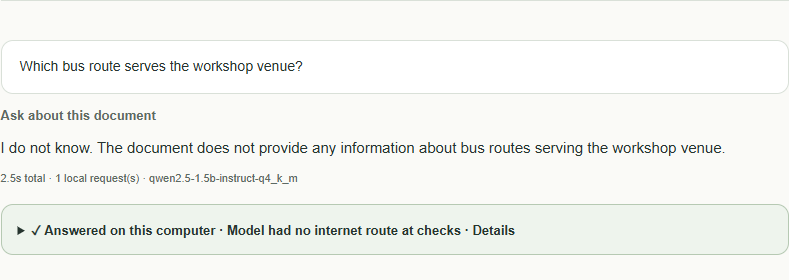 Which bus route serves the workshop venue?
Ask about this document
I do not know. The document does not provide any information about bus routes serving the workshop venue.
2.5s total · 1 local request(s) · qwen2.5-1.5b-instruct-q4_k_m
▶ ✓ Answered on this computer · Model had no internet route at checks · Details